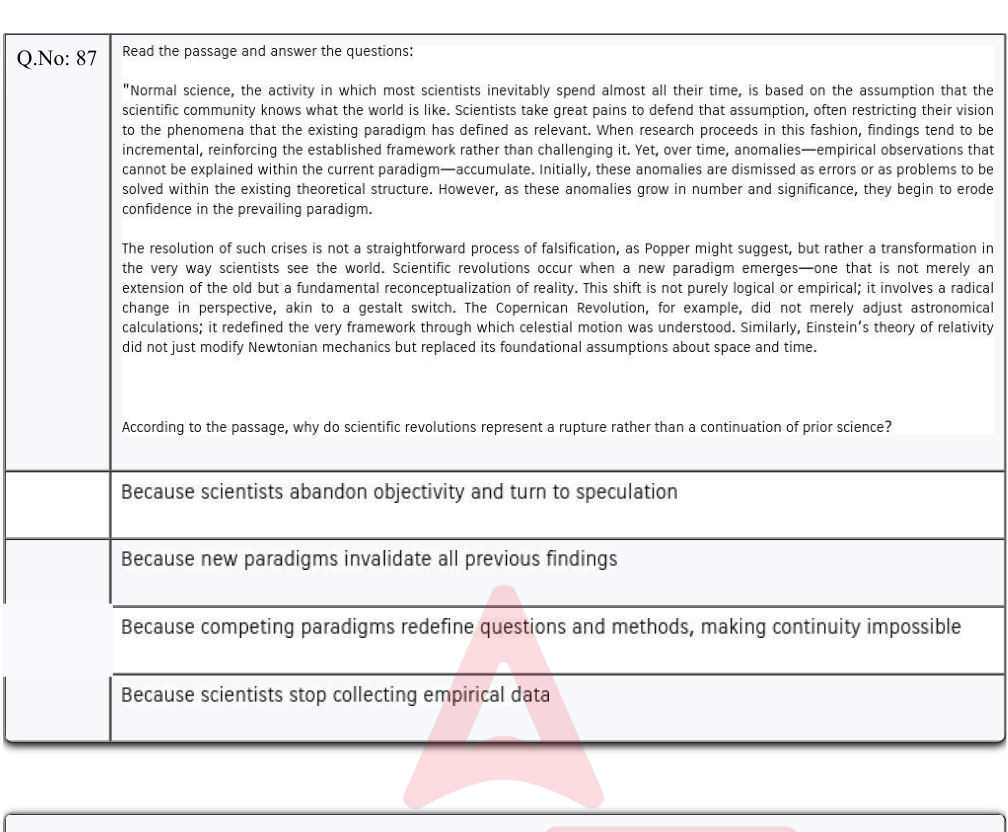 Q.No: 87
Read the passage and answer the questions:
"Normal science, the activity in which most scientists inevitably spend almost all their time, is based on the assumption that the
scientific community knows what the world is like. Scientists take great pains to defend that assumption, often restricting their vision
to the phenomena that the existing paradigm has defined as relevant. When research proceeds in this fashion, findings tend to be
incremental, reinforcing the established framework rather than challenging it. Yet, over time, anomalies—empirical observations that
cannot be explained within the current paradigm—accumulate. Initially, these anomalies are dismissed as errors or as problems to be
solved within the existing theoretical structure. However, as these anomalies grow in number and significance, they begin to erode
confidence in the prevailing paradigm.
The resolution of such crises is not a straightforward process of falsification, as Popper might suggest, but rather a transformation in
the very way scientists see the world. Scientific revolutions occur when a new paradigm emerges—one that is not merely an
extension of the old but a fundamental reconceptualization of reality. This shift is not purely logical or empirical; it involves a radical
change in perspective, akin to a gestalt switch. The Copernican Revolution, for example, did not merely adjust astronomical
calculations; it redefined the very framework through which celestial motion was understood. Similarly, Einstein's theory of relativity
did not just modify Newtonian mechanics but replaced its foundational assumptions about space and time.
According to the passage, why do scientific revolutions represent a rupture rather than a continuation of prior science?
Because scientists abandon objectivity and turn to speculation
Because new paradigms invalidate all previous findings
Because competing paradigms redefine questions and methods, making continuity impossible
Because scientists stop collecting empirical data